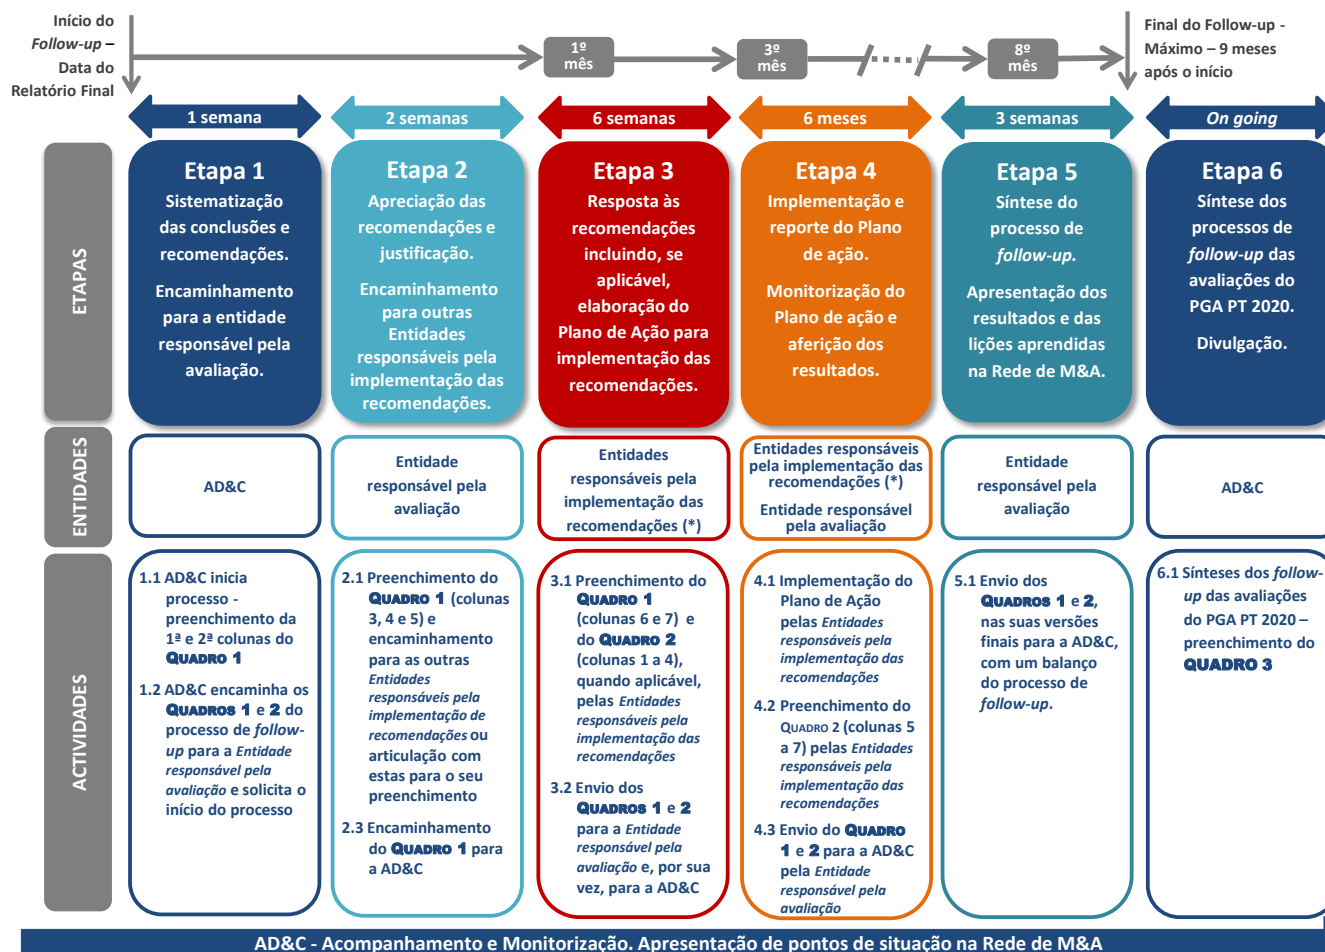 Início do
Follow-up –
Data do
Relatório Final
1º
mês
3º
mês
8º
mês
Final do Follow-up -
Máximo – 9 meses
após o início
1 semana
2 semanas
6 semanas
6 meses
3 semanas
On going
ETAPAS
Etapa 1
Sistematização
das conclusões e
recomendações.
Encaminhamento
para a entidade
responsável pela
avaliação.
Etapa 2
Apreciação das
recomendações e
justificação.
Encaminhamento
para outras
Entidades
responsáveis pela
implementação das
recomendações.
Etapa 3
Resposta às
recomendações
incluindo, se
aplicável,
elaboração do
Plano de Ação para
implementação das
recomendações.
Etapa 4
Implementação e
reporte do Plano
de ação.
Monitorização do
Plano de ação e
aferição dos
resultados.
Etapa 5
Síntese do
processo de
follow-up.
Apresentação dos
resultados e das
lições aprendidas
na Rede de M&A.
Etapa 6
Síntese dos
processos de
follow-up das
avaliações do
PGA PT 2020.
Divulgação.
ENTIDADES
AD&C
Entidade
responsável pela
avaliação
Entidades
responsáveis pela
implementação das
recomendações (*)
Entidades responsáveis
pela implementação das
recomendações (*)
Entidade responsável
pela avaliação
Entidade
responsável pela
avaliação
AD&C
ACTIVIDADES
1.1 AD&C inicia
processo -
preenchimento da
1ª e 2ª colunas do
QUADRO 1
1.2 AD&C encaminha os
QUADROS 1 e 2 do
processo de follow-
up para a Entidade
responsável pela
avaliação e solicita o
início do processo
2.1 Preenchimento do
QUADRO 1 (colunas
3, 4 e 5) e
encaminhamento
para as outras
Entidades
responsáveis pela
implementação de
recomendações ou
articulação com
estas para o seu
preenchimento
2.3 Encaminhamento
do QUADRO 1 para
a AD&C
3.1 Preenchimento do
QUADRO 1
(colunas 6 e 7) e
do QUADRO 2
(colunas 1 a 4),
quando aplicável,
pelas Entidades
responsáveis pela
implementação das
recomendações
3.2 Envio dos
QUADROS 1 e 2
para a Entidade
responsável pela
avaliação e, por sua
vez, para a AD&C
4.1 Implementação do
Plano de Ação
pelas Entidades
responsáveis pela
implementação das
recomendações
4.2 Preenchimento do
QUADRO 2 (colunas 5
a 7) pelas Entidades
responsáveis pela
implementação das
recomendações
4.3 Envio do QUADRO
1 e 2 para a AD&C
pela Entidade
responsável pela
avaliação
5.1 Envio dos
QUADROS 1 e 2,
nas suas versões
finais para a AD&C,
com um balanço
do processo de
follow-up.
6.1 Sínteses dos follow-
up das avaliações
do PGA PT 2020 –
preenchimento do
QUADRO 3
AD&C - Acompanhamento e Monitorização. Apresentação de pontos de situação na Rede de M&A